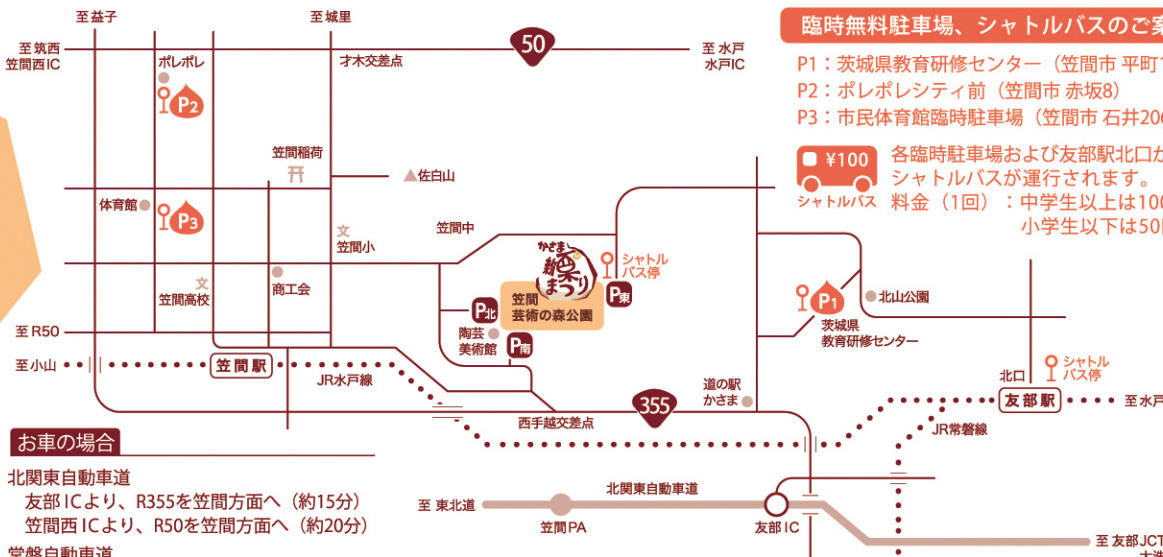 至益子
至城里
至 筑西
笠間西IC
50
至 水戸
水戸IC
ポレポレ
P2
才木交差点
臨時無料駐車場、シャトルバスのご案
P1：茨城県教育研修センター（笠間市 平町1
P2：ポレポレシティ前（笠間市 赤坂8）
P3：市民体育館臨時駐車場（笠間市 石井206
¥100
シャトルバス
各臨時駐車場および友部駅北口か
シャトルバスが運行されます。
料金（1回）：中学生以上は100
小学生以下は50
笠間稲荷
佐白山
体育館
P3
文
笠間小
笠間中
かさま
新栗
まつり
シャトル
バス停
文
笠間高校
商工会
P北
笠間
芸術の森公園
P東
陶芸
美術館
P南
P1
茨城県
教育研修センター
北山公園
至 R50
至 小山
笠間駅
JR水戸線
355
西手越交差点
道の駅
かさま
北口
シャトル
バス停
友部駅
至 水戸
JR常磐線
お車の場合
北関東自動車道
友部ICより、R355を笠間方面へ（約15分）
笠間西ICより、R50を笠間方面へ（約20分）
常磐自動車道
至 東北道
北関東自動車道
笠間PA
友部IC
至 友部JCT